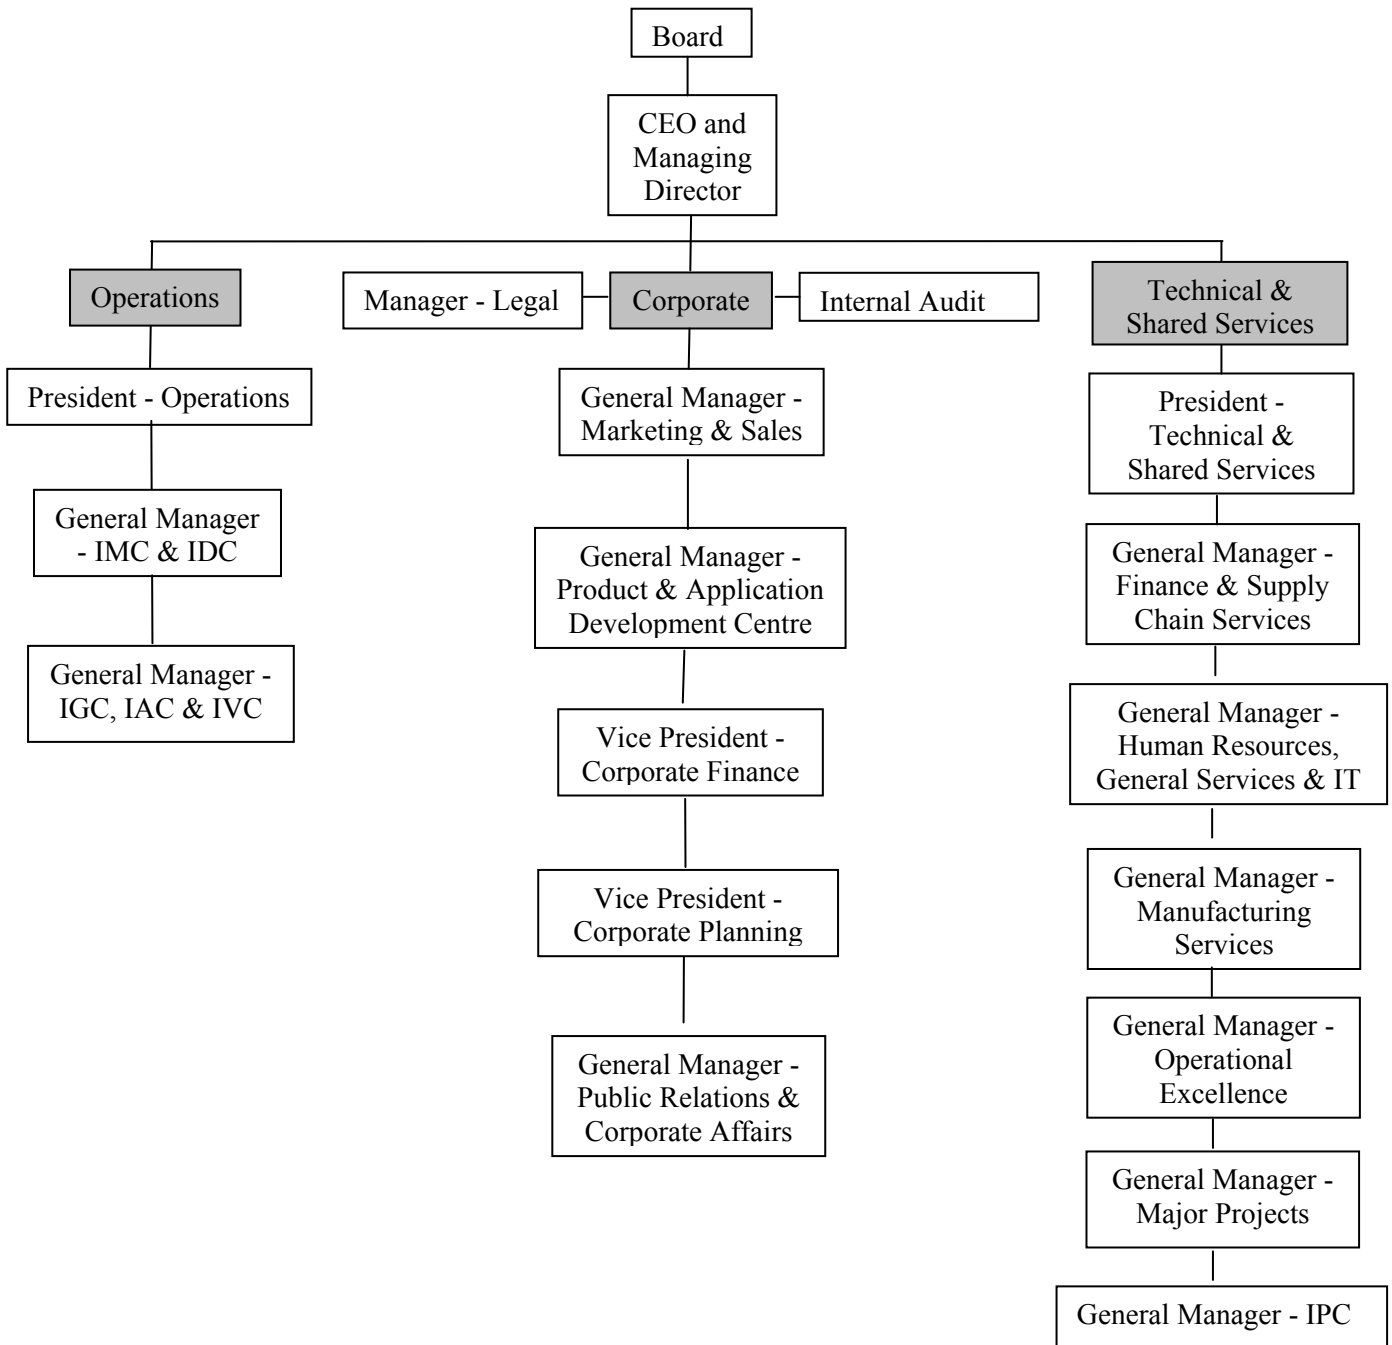 Board
CEO and
Managing
Director
Operations
Manager - Legal
Corporate
Internal Audit
Technical &
Shared Services
President - Operations
General Manager
- IMC & IDC
General Manager -
IGC, IAC & IVC
General Manager -
Marketing & Sales
General Manager -
Product & Application
Development Centre
Vice President -
Corporate Finance
Vice President -
Corporate Planning
General Manager -
Public Relations &
Corporate Affairs
President -
Technical &
Shared Services
General Manager -
Finance & Supply
Chain Services
General Manager -
Human Resources,
General Services & IT
General Manager -
Manufacturing
Services
General Manager -
Operational
Excellence
General Manager -
Major Projects
General Manager - IPC